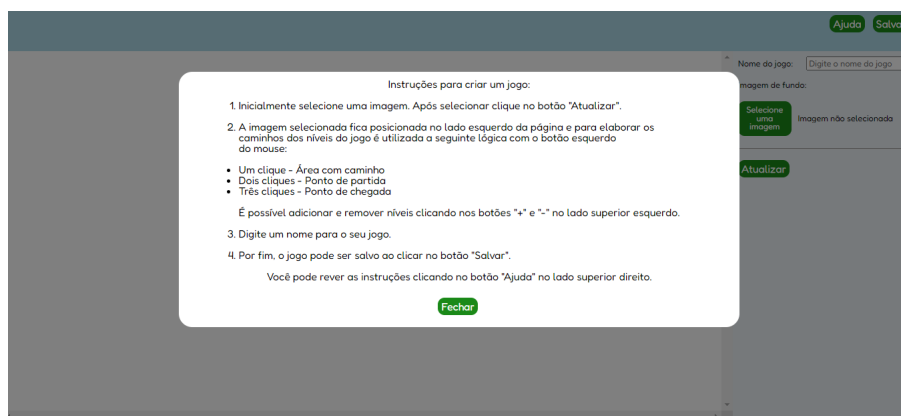 Ajuda Salva
Nome do jogo: Digite o nome do jogo
magem de fundo:
Selecione
uma
imagem
Imagem não selecionada
Atualizar
Instruções para criar um jogo:
1. Inicialmente selecione uma imagem. Após selecionar clique no botão "Atualizar".
2. A imagem selecionada fica posicionada no lado esquerdo da página e para elaborar os
caminhos dos níveis do jogo é utilizada a seguinte lógica com o botão esquerdo
do mouse:
• Um clique - Área com caminho
• Dois cliques - Ponto de partida
• Três cliques - Ponto de chegada
É possível adicionar e remover níveis clicando nos botões "+" e "-" no lado superior esquerdo.
3. Digite um nome para o seu jogo.
4. Por fim, o jogo pode ser salvo ao clicar no botão "Salvar".
Você pode rever as instruções clicando no botão "Ajuda" no lado superior direito.
Fechar